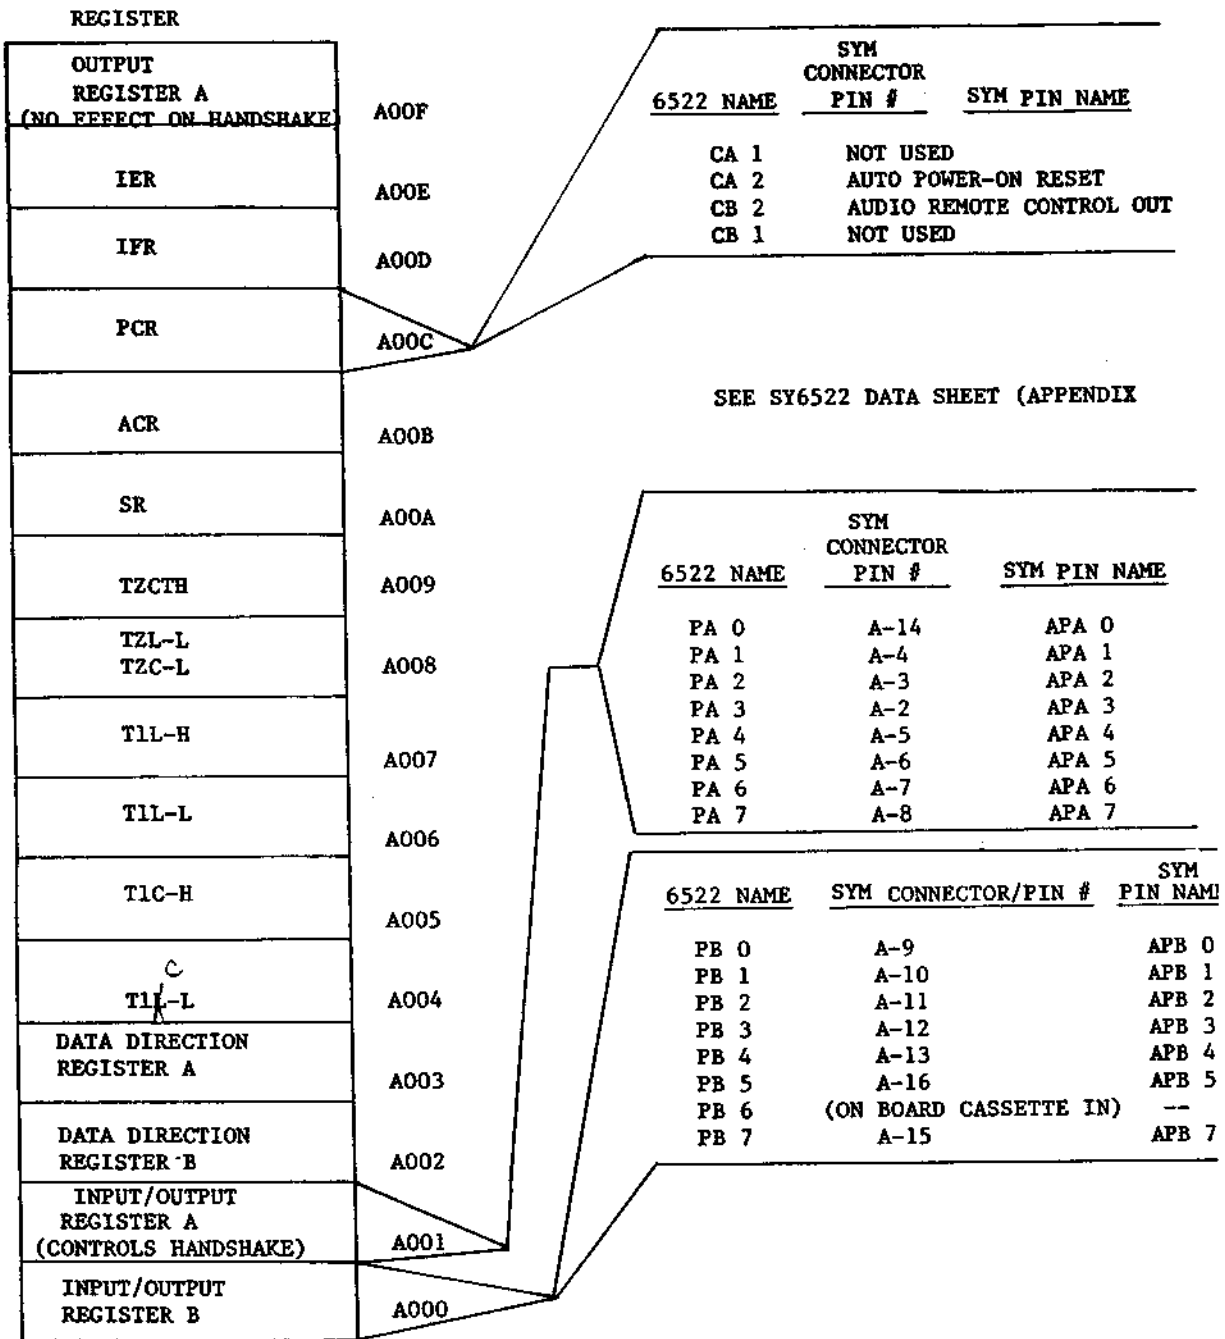 REGISTER
OUTPUT
REGISTER A
(NO EFFECT ON HANDSHAKE)
A00F
IER
A00E
IFR
A00D
PCR
A00C
ACR
A00B
SR
A00A
TZCTH
A009
TZL-L
TZC-L
A008
T1L-H
A007
T1L-L
A006
T1C-H
A005
C
T1L-L
A004
DATA DIRECTION
REGISTER A
A003
DATA DIRECTION
REGISTER B
A002
INPUT/OUTPUT
REGISTER A
(CONTROLS HANDSHAKE)
A001
INPUT/OUTPUT
REGISTER B
A000
SYM
CONNECTOR
6522 NAME PIN # SYM PIN NAME
CA 1 NOT USED
CA 2 AUTO POWER-ON RESET
CB 2 AUDIO REMOTE CONTROL OUT
CB 1 NOT USED
SEE SY6522 DATA SHEET (APPENDIX
SYM
CONNECTOR
6522 NAME PIN # SYM PIN NAME
PA 0 A-14 APA 0
PA 1 A-4 APA 1
PA 2 A-3 APA 2
PA 3 A-2 APA 3
PA 4 A-5 APA 4
PA 5 A-6 APA 5
PA 6 A-7 APA 6
PA 7 A-8 APA 7
SYM
6522 NAME SYM CONNECTOR/PIN # PIN NAME
PB 0 A-9 APB 0
PB 1 A-10 APB 1
PB 2 A-11 APB 2
PB 3 A-12 APB 3
PB 4 A-13 APB 4
PB 5 A-16 APB 5
PB 6 (ON BOARD CASSETTE IN) --
PB 7 A-15 APB 7